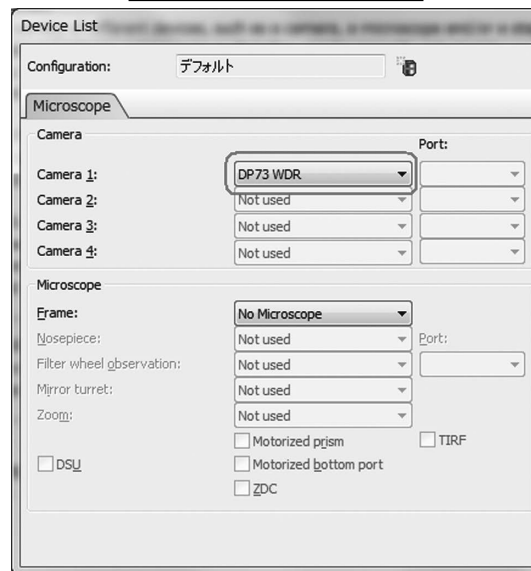 Device List
Configuration: デフォルト
Microscope
Camera
Port:
Camera 1: DP73 WDR
Camera 2: Not used
Camera 3: Not used
Camera 4: Not used
Microscope
Frame: No Microscope
Nosepiece: Not used Port:
Filter wheel observation: Not used
Mirror turret: Not used
Zoom: Not used
Motorized prism TIRF
DSU Motorized bottom port
ZDC